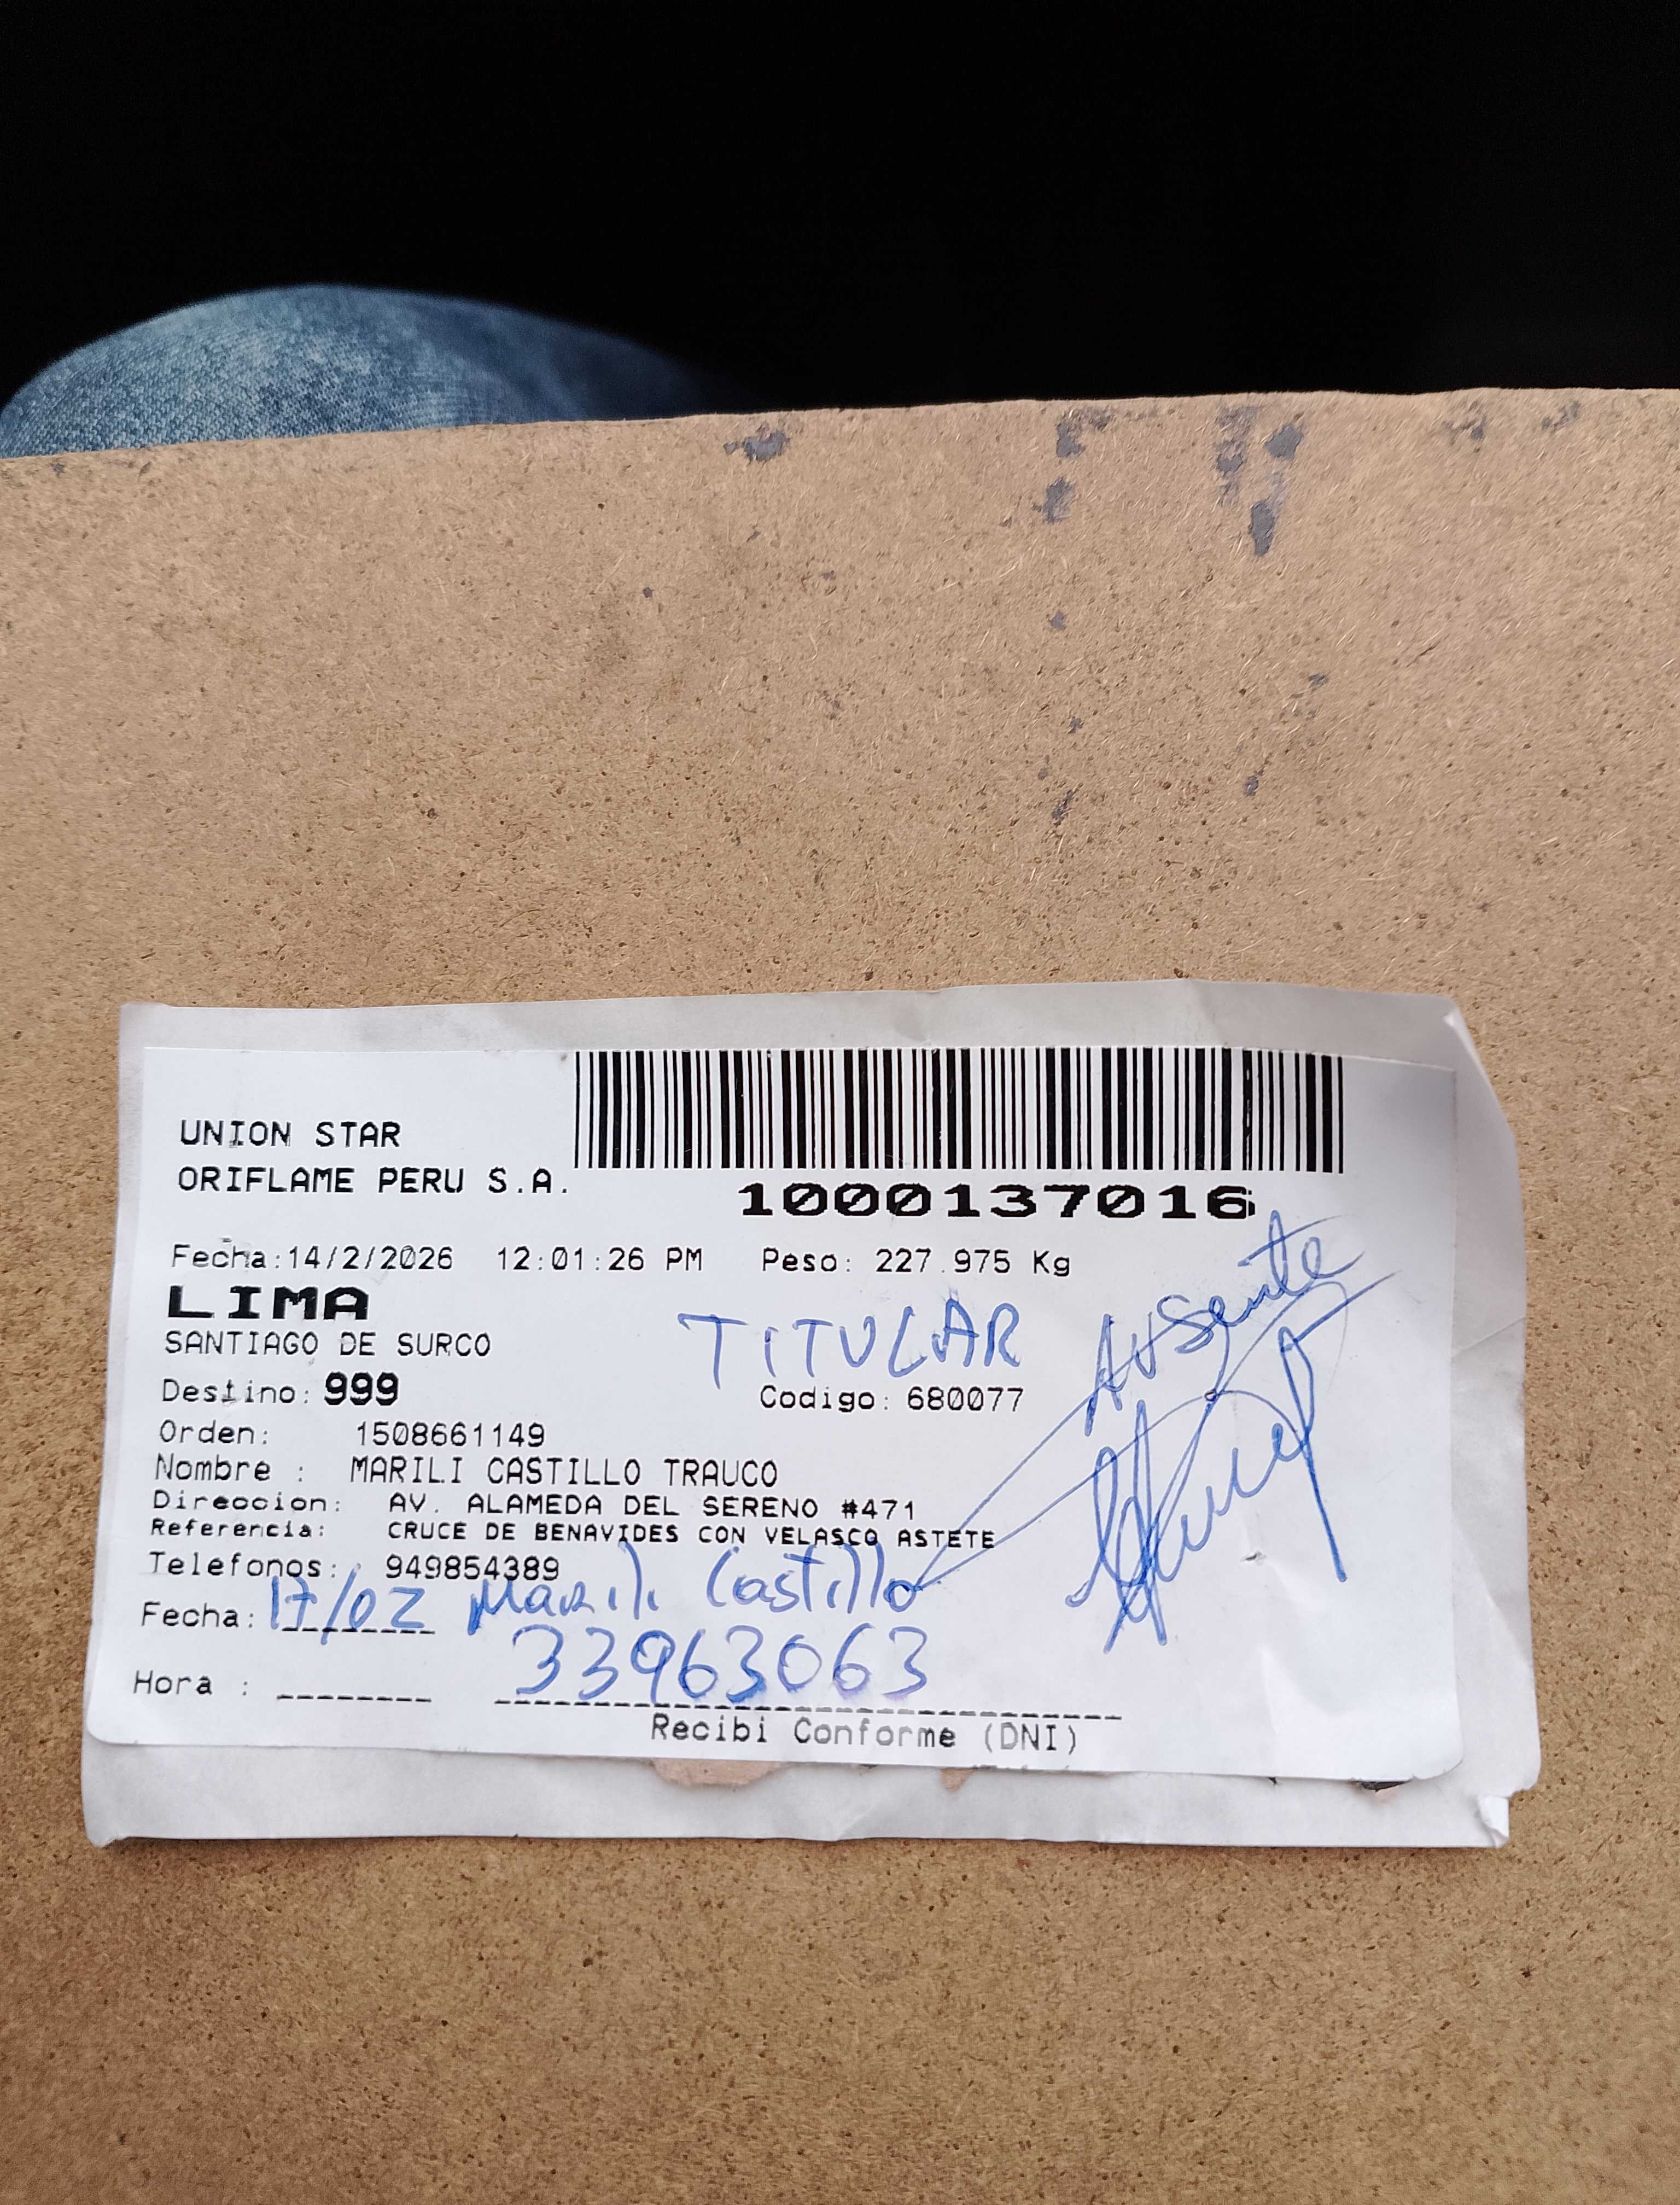 UNION STAR
ORIFLAME PERU S.A.
1000137016
Fecha:14/2/2026 12:01:26 PM Peso: 227.975 Kg
LIMA
SANTIAGO DE SURCO
TITULAR
Ausente
Destino: 999 Codigo: 680077
Orden: 1508661149
Nombre : MARILI CASTILLO TRAUCO
Direccion: AV. ALAMEDA DEL SERENO #471
Referencia: CRUCE DE BENAVIDES CON VELASCO ASTETE
Telefonos: 949854389
Fecha: 17/02 Marili Castillo
33963063
Hora :
Recibi Conforme (DNI)